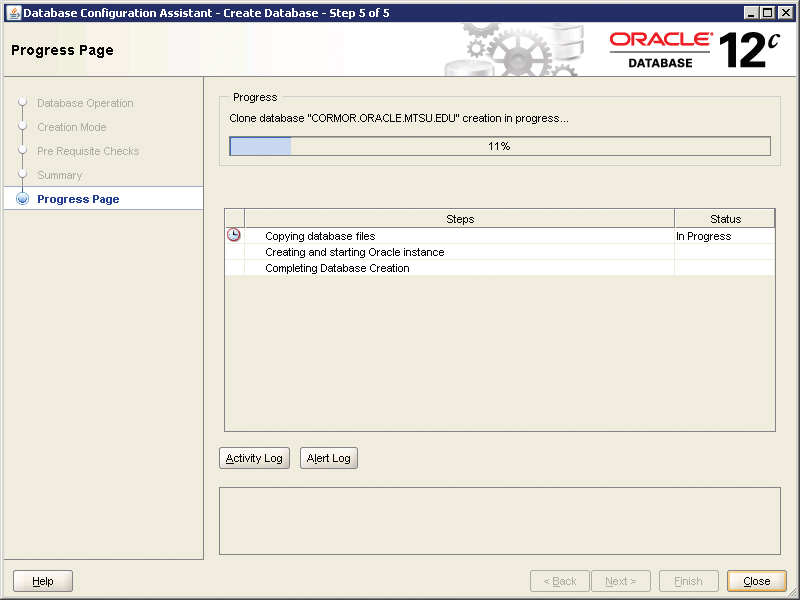 Database Configuration Assistant - Create Database - Step 5 of 5
Progress Page
ORACLE
DATABASE
12c
Database Operation
Creation Mode
Pre Requisite Checks
Summary
Progress Page
Progress
Clone database "CORMOR.ORACLE.MTSU.EDU" creation in progress...
11%
Steps Status
Copying database files In Progress
Creating and starting Oracle instance
Completing Database Creation
Activity Log Alert Log
Help < Back Next > Finish Close